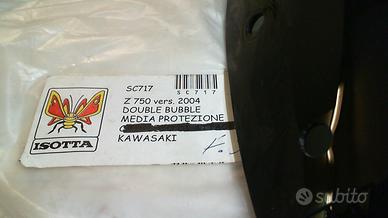 SC717
SC717
Z 750 vers. 2004
DOUBLE BUBBLE
MEDIA PROTEZIONE
KAWASAKI
ISOTTA
subito